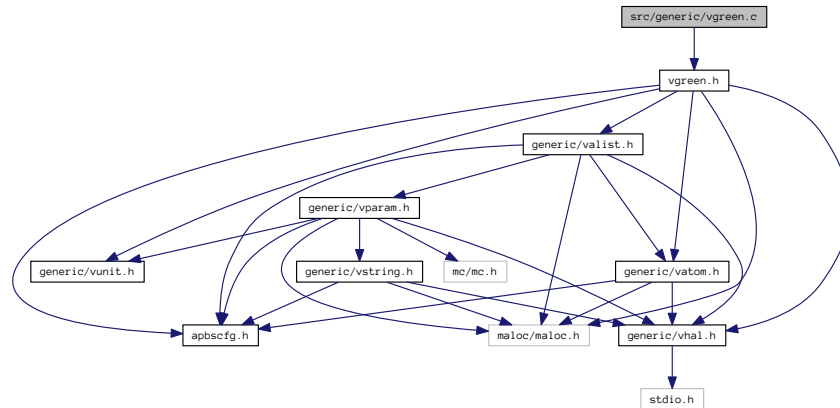 src/generic/vgreen.c
vgreen.h
generic/valist.h
generic/vparam.h
generic/vunit.h
generic/vstring.h
mc/mc.h
generic/vatom.h
apbscfg.h
maloc/maloc.h
generic/vhal.h
stdio.h